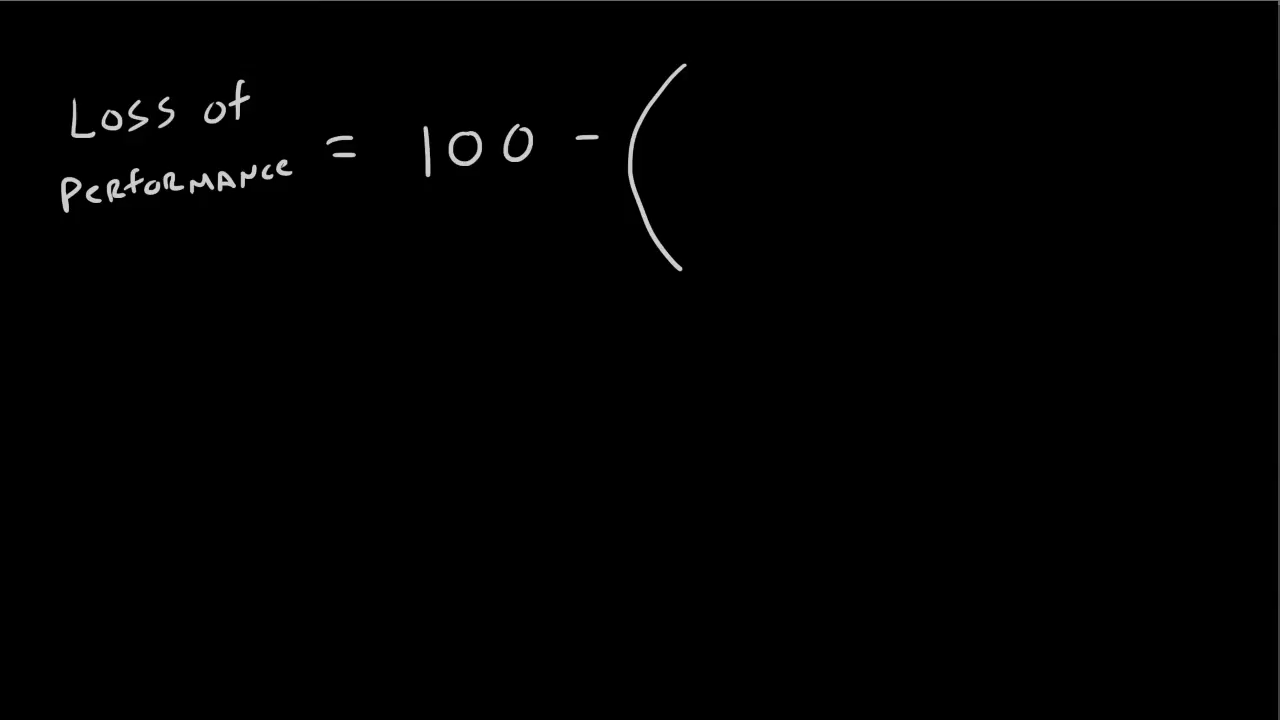 Loss of
PERFORMANCE = 100 - (